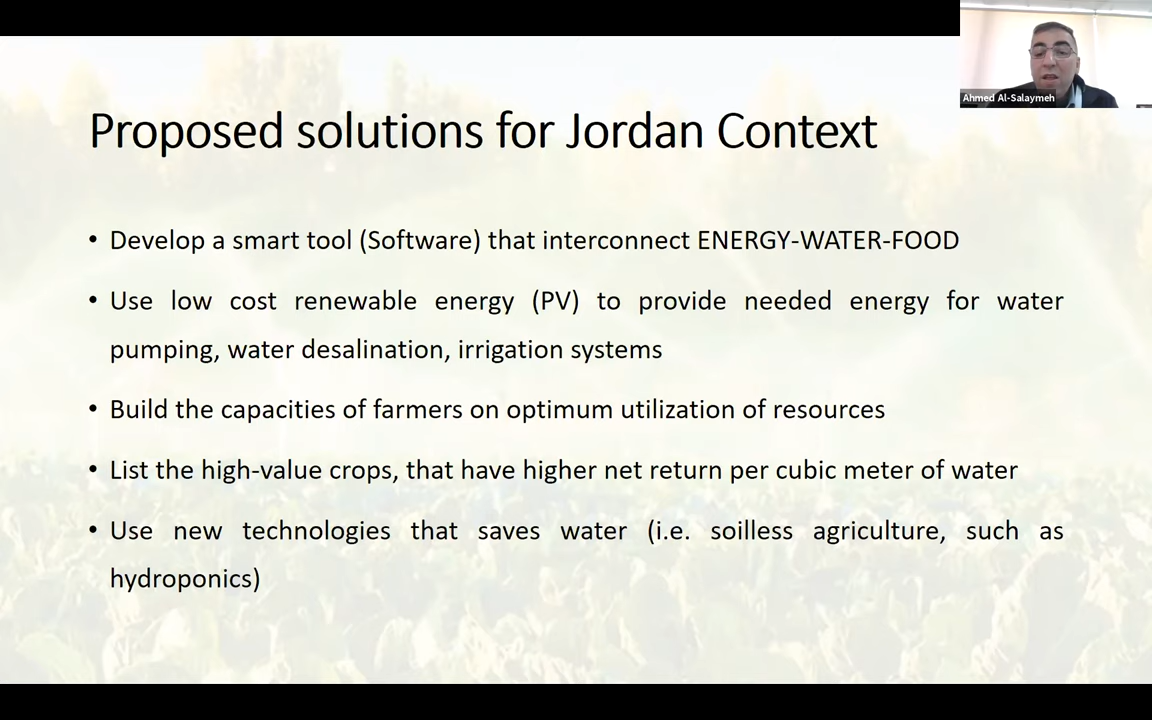 Ahmed Al-Salaymeh
Proposed solutions for Jordan Context
• Develop a smart tool (Software) that interconnect ENERGY-WATER-FOOD
• Use low cost renewable energy (PV) to provide needed energy for water
pumping, water desalination, irrigation systems
• Build the capacities of farmers on optimum utilization of resources
• List the high-value crops, that have higher net return per cubic meter of water
• Use new technologies that saves water (i.e. soilless agriculture, such as
hydroponics)